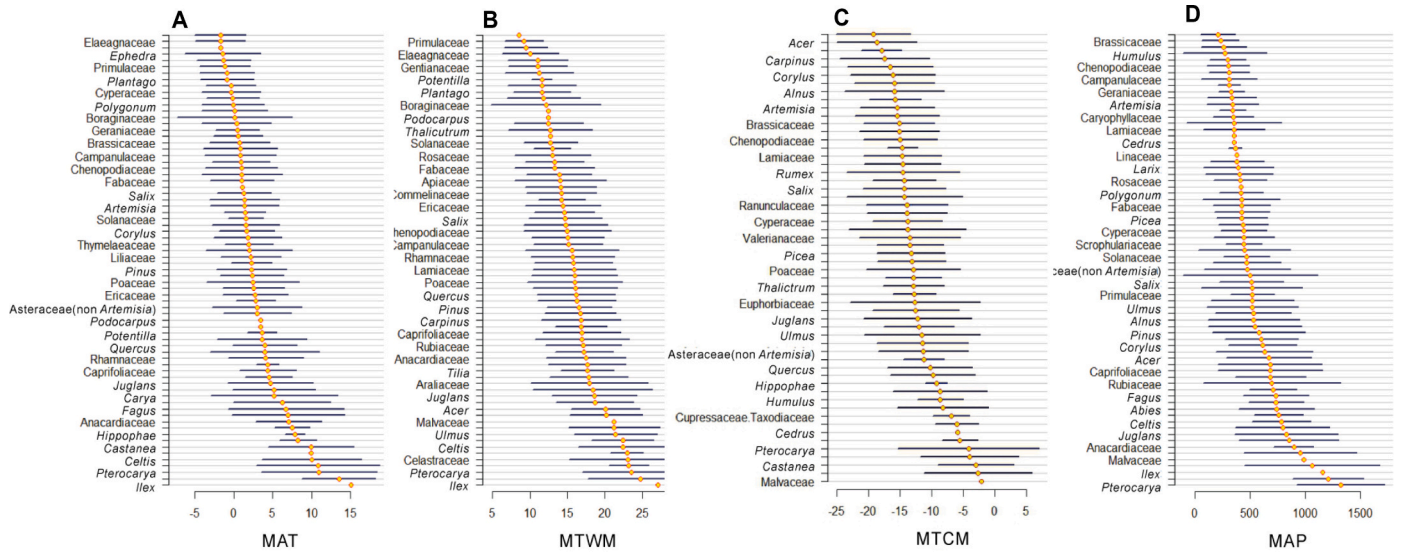 A
Elaeagnaceae
Ephedra
Primulaceae
Plantago
Cyperaceae
Polygonum
Boraginaceae
Geraniaceae
Brassicaceae
Campanulaceae
Chenopodiaceae
Fabaceae
Salix
Artemisia
Solanaceae
Corylus
Thymelaeaceae
Liliaceae
Pinus
Poaceae
Ericaceae
Asteraceae(non Artemisia)
Podocarpus
Potentilla
Quercus
Rhamnaceae
Caprifoliaceae
Juglans
Carya
Fagus
Anacardiaceae
Hippophae
Castanea
Celtis
Pterocarya
Ilex
-5 0 5 10 15
MAT
B
Primulaceae
Elaeagnaceae
Gentianaceae
Potentilla
Plantago
Boraginaceae
Podocarpus
Thalicutrum
Solanaceae
Rosaceae
Fabaceae
Apiaceae
Commelinaceae
Ericaceae
Salix
henopodiaceae
Campanulaceae
Rhamnaceae
Lamiaceae
Poaceae
Quercus
Pinus
Carpinus
Caprifoliaceae
Rubiaceae
Anacardiaceae
Tilia
Araliaceae
Juglans
Acer
Malvaceae
Ulmus
Celtis
Celastraceae
Pterocarya
Ilex
5 10 15 20 25
MTWM
C
Acer
Carpinus
Corylus
Alnus
Artemisia
Brassicaceae
Chenopodiaceae
Lamiaceae
Rumex
Salix
Ranunculaceae
Cyperaceae
Valerianaceae
Picea
Poaceae
Thalictrum
Euphorbiaceae
Juglans
Ulmus
Asteraceae(non Artemisia)
Quercus
Hippophae
Humulus
Cupressaceae.Taxodiaceae
Cedrus
Pterocarya
Castanea
Malvaceae
-25 -20 -15 -10 -5 0 5
MTCM
D
Brassicaceae
Humulus
Chenopodiaceae
Campanulaceae
Geraniaceae
Artemisia
Caryophyllaceae
Lamiaceae
Cedrus
Linaceae
Larix
Rosaceae
Polygonum
Fabaceae
Picea
Cyperaceae
Scrophulariaceae
Solanaceae
ceae(non Artemisia)
Salix
Primulaceae
Ulmus
Alnus
Pinus
Corylus
Acer
Caprifoliaceae
Rubiaceae
Fagus
Abies
Celtis
Juglans
Anacardiaceae
Malvaceae
Ilex
Pterocarya
0 500 1000 1500
MAP